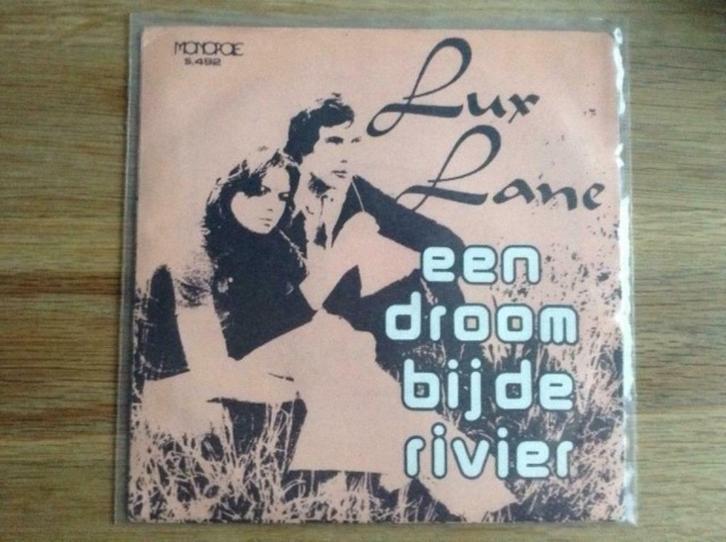 MONOPOLE
S.492
Lux
Lane
een
droom
bij de
rivier